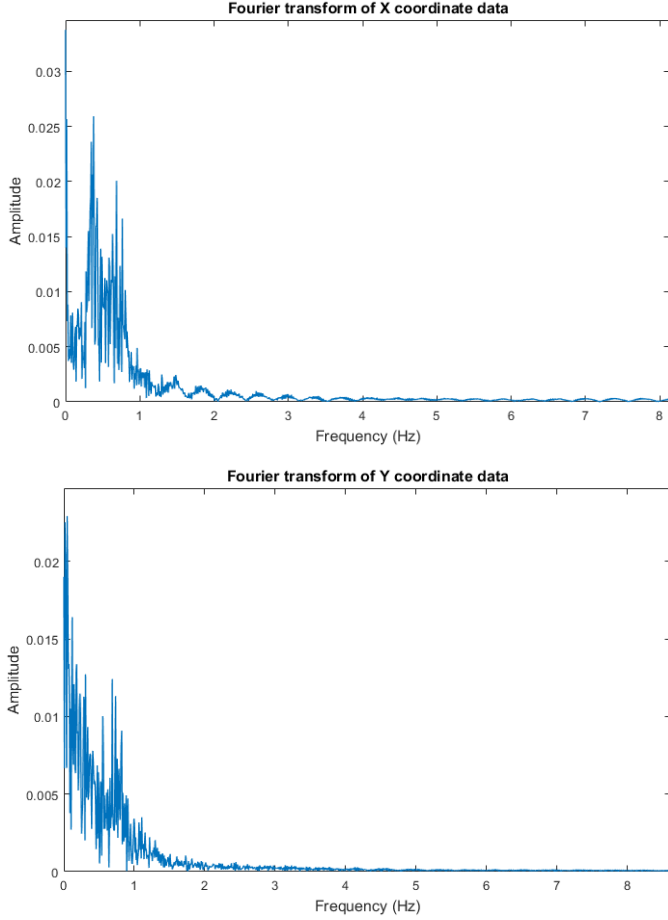 Fourier transform of X coordinate data
0.03
0.025
0.02
0.015
0.01
0.005
0
Amplitude
0 1 2 3 4 5 6 7 8
Frequency (Hz)
Fourier transform of Y coordinate data
0.02
0.015
0.01
0.005
0
Amplitude
0 1 2 3 4 5 6 7 8
Frequency (Hz)